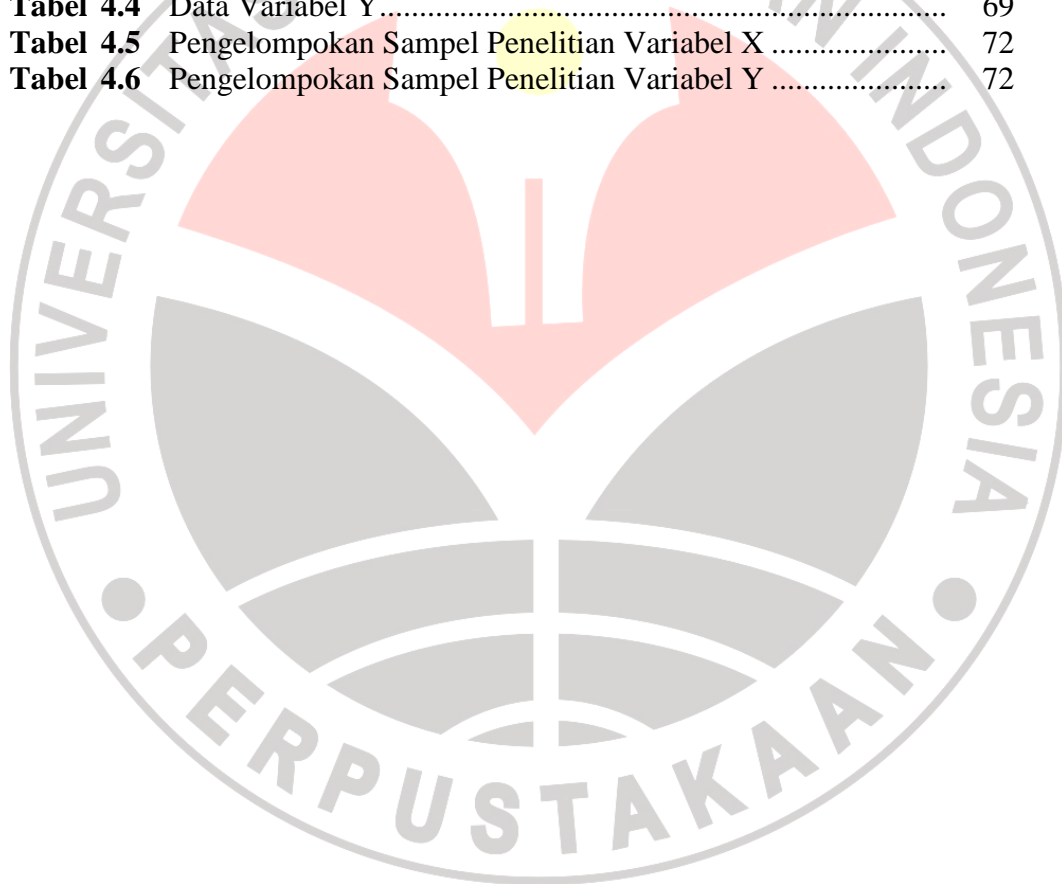 Tabel 4.4 Data Variabel Y...................................................................... 69
Tabel 4.5 Pengelompokan Sampel Penelitian Variabel X ...................... 72
Tabel 4.6 Pengelompokan Sampel Penelitian Variabel Y ...................... 72
INDONESIA
PERPUSTAKAAN